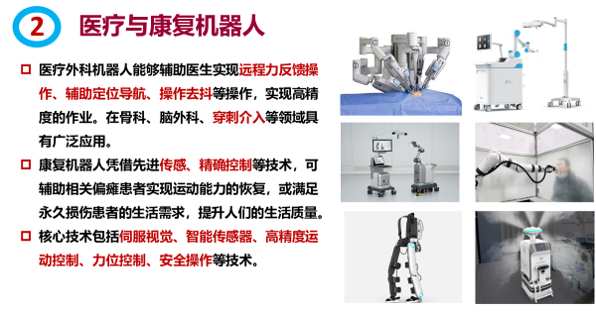 2
医疗与康复机器人
医疗外科机器人能够辅助医生实现远程力反馈操
作、辅助定位导航、操作去抖等操作，实现高精
度的作业。在骨科、脑外科、穿刺介入等领域具
有广泛应用。
康复机器人凭借先进传感、精确控制等技术，可
辅助相关偏瘫患者实现运动能力的恢复，或满足
永久损伤患者的生活需求，提升人们的生活质量。
核心技术包括伺服视觉、智能传感器、高精度运
动控制、力位控制、安全操作等技术。